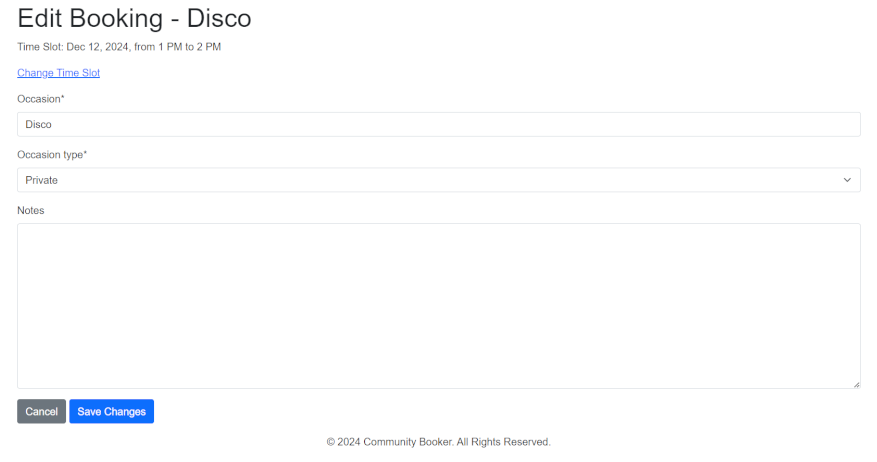 Edit Booking - Disco
Time Slot: Dec 12, 2024, from 1 PM to 2 PM
Change Time Slot
Occasion*
Disco
Occasion type*
Private
Notes
Cancel Save Changes
© 2024 Community Booker. All Rights Reserved.